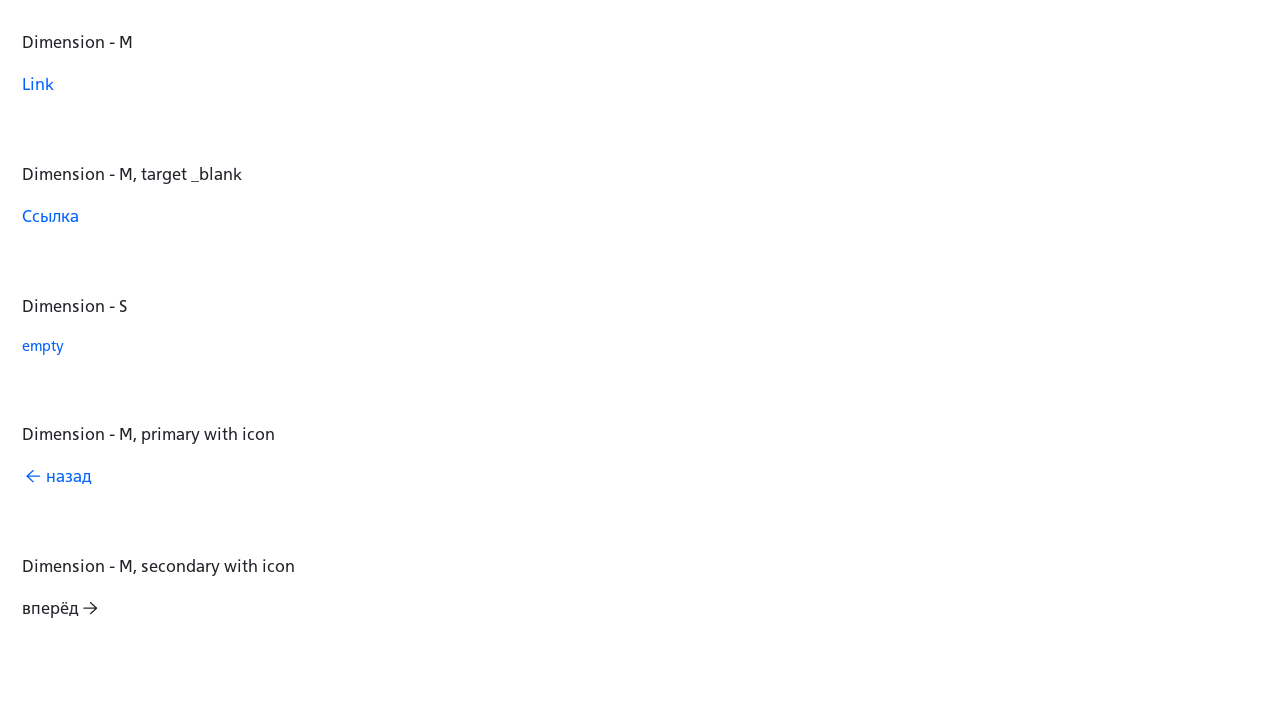 Dimension - M
Link
Dimension - M, target _blank
Ссылка
Dimension - S
empty
Dimension - M, primary with icon
← назад
Dimension - M, secondary with icon
вперёд →